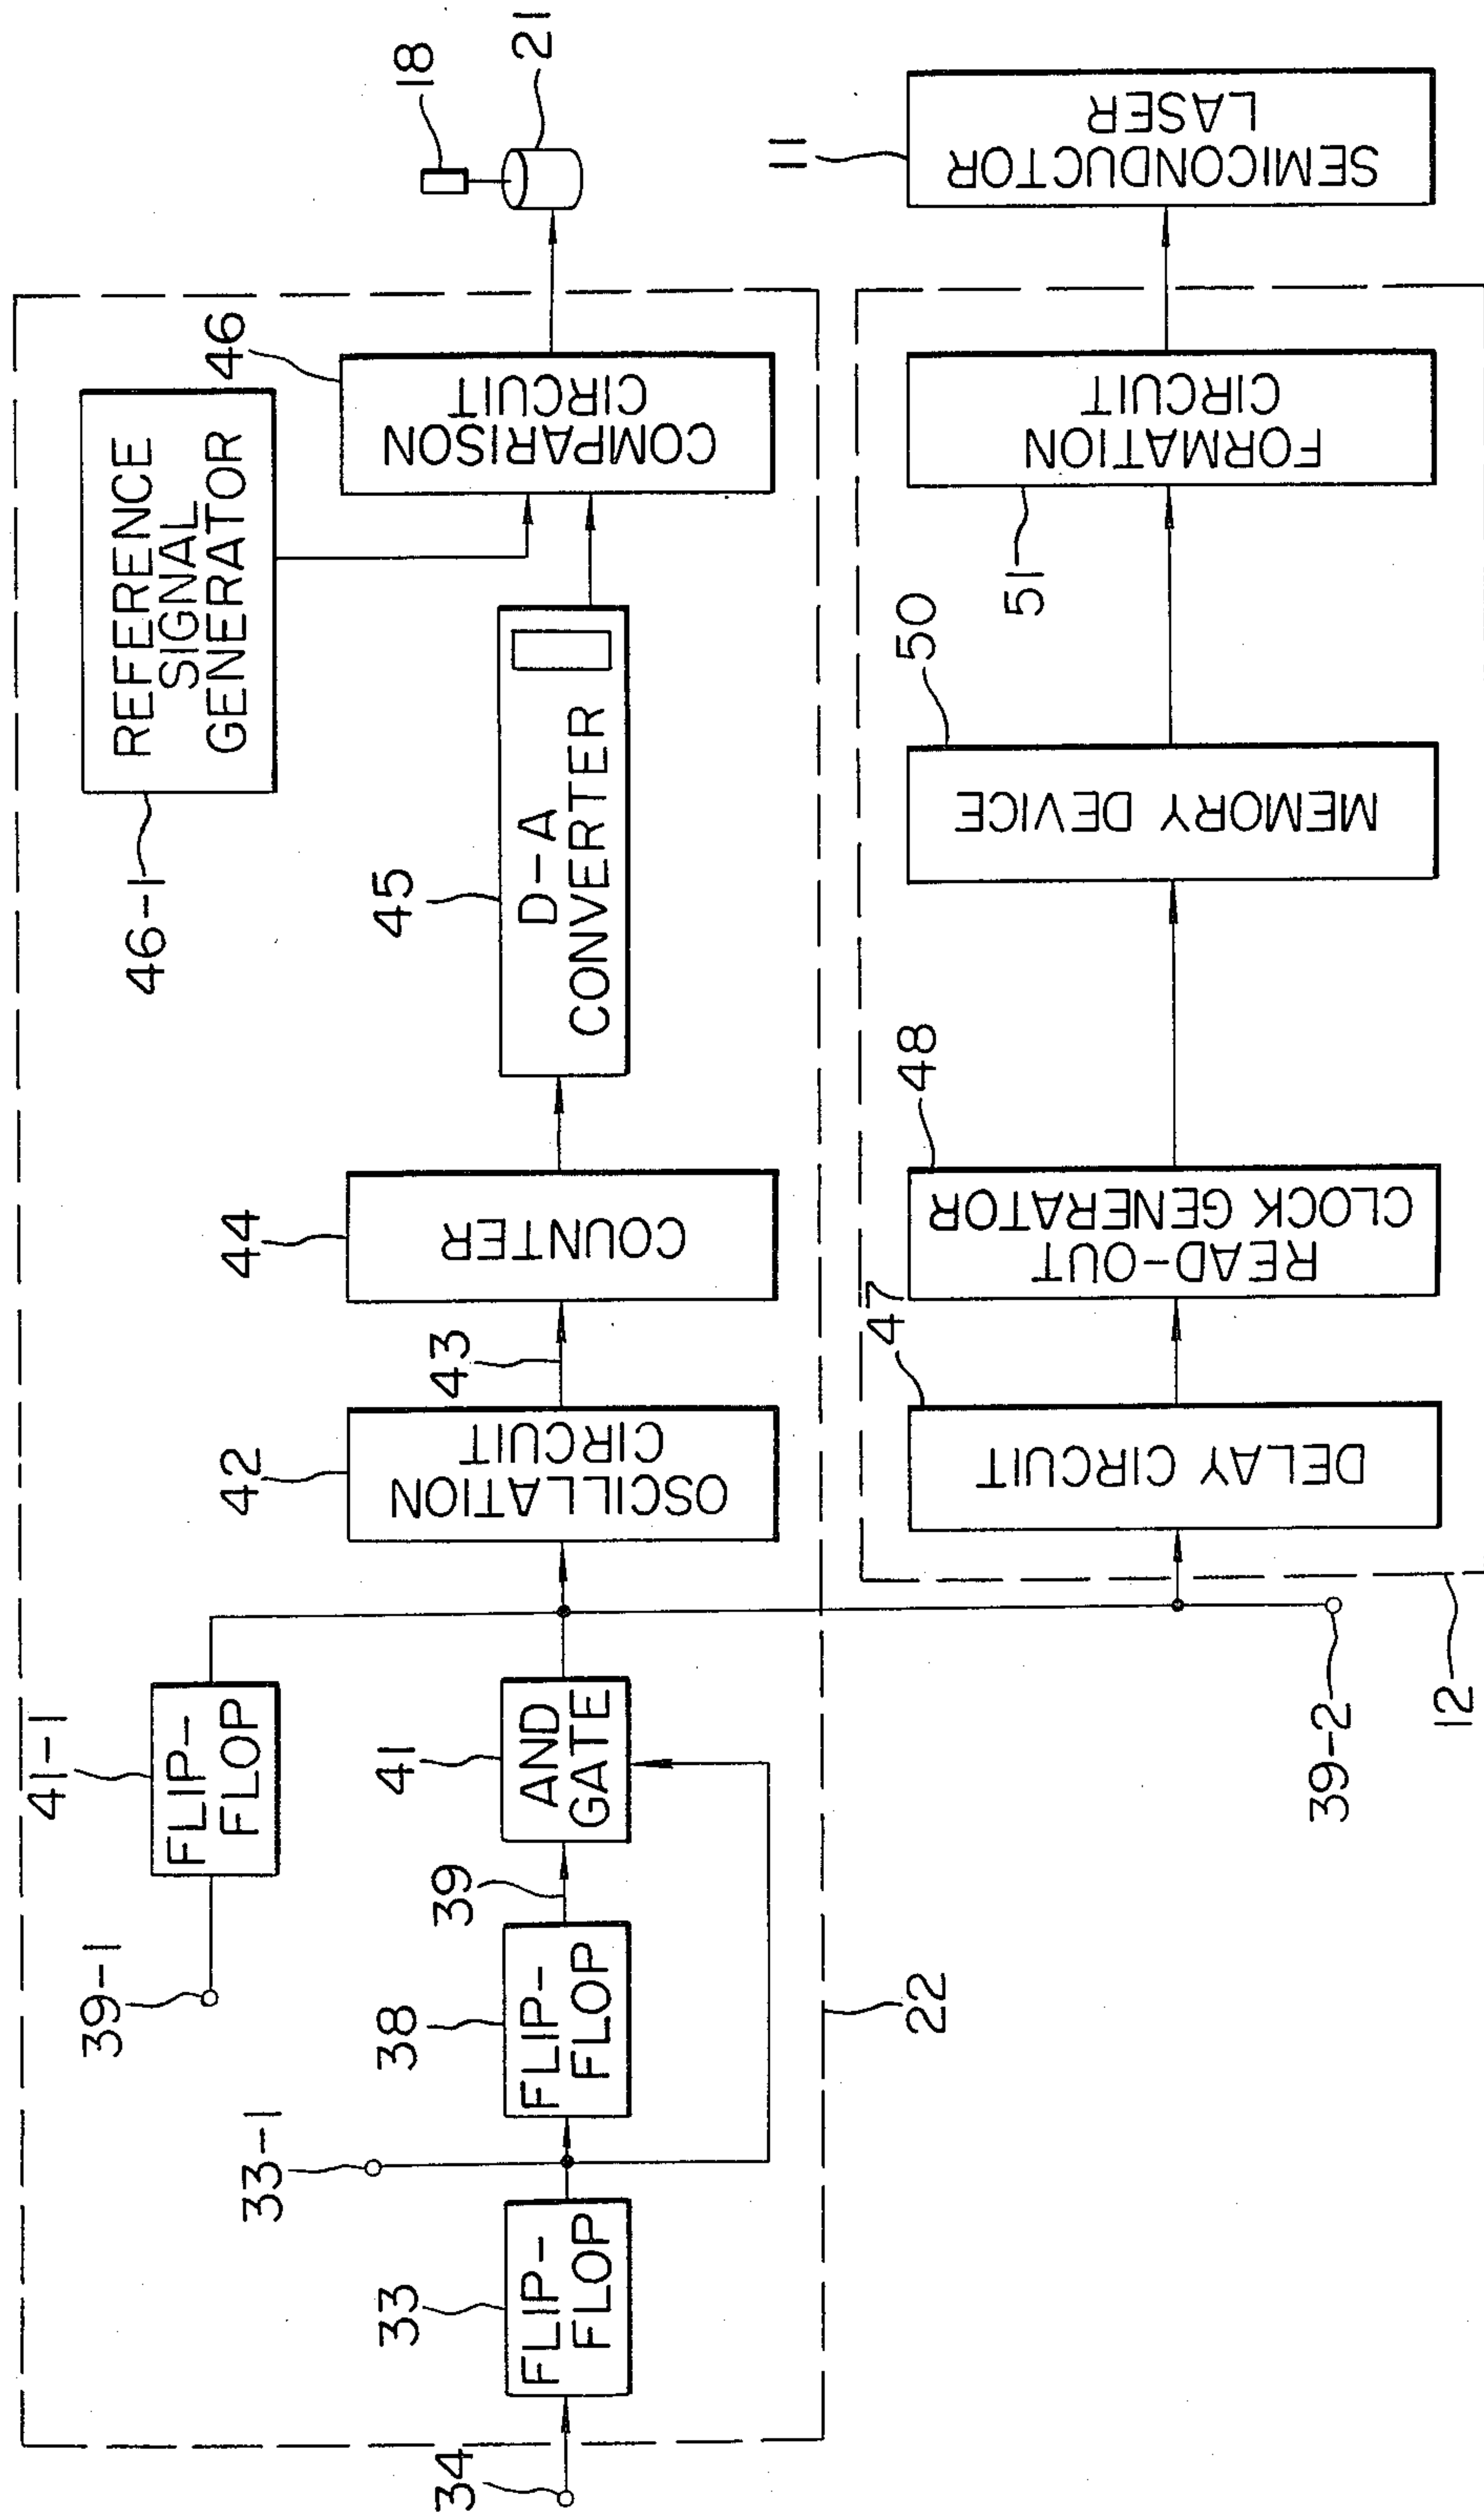 46-1
REFERENCE
SIGNAL
GENERATOR
41-1
FLIP-
FLOP
39-1
33-1
34
33
FLIP-
FLOP
38
FLIP-
FLOP
39
41
AND
GATE
42
OSCILLATION
CIRCUIT
43
44
COUNTER
45
D-A
CONVERTER
46
COMPARISON
CIRCUIT
18
21
22
39-2
12
47
DELAY CIRCUIT
48
READ-OUT
CLOCK GENERATOR
50
MEMORY DEVICE
51
FORMATION
CIRCUIT
11
SEMICONDUCTOR
LASER